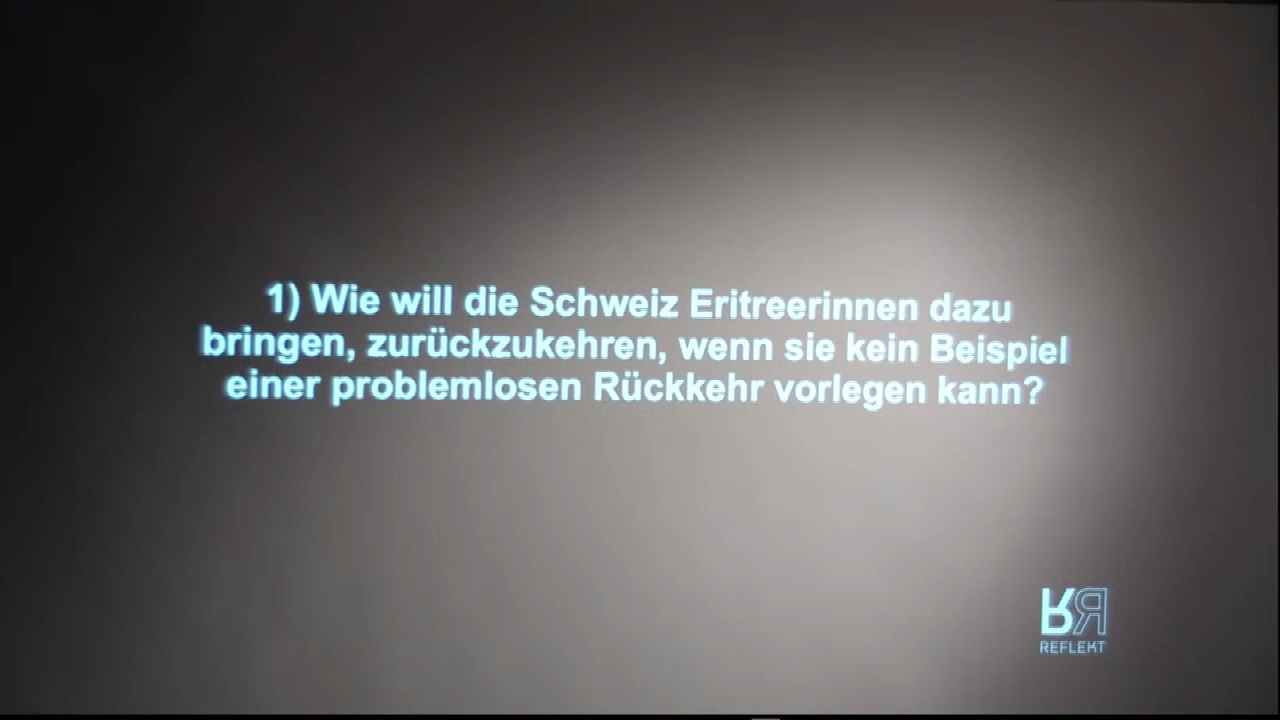 1) Wie will die Schweiz Eritreerinnen dazu
bringen, zurückzukehren, wenn sie kein Beispiel
einer problemlosen Rückkehr vorlegen kann?
RR
REFLEKT